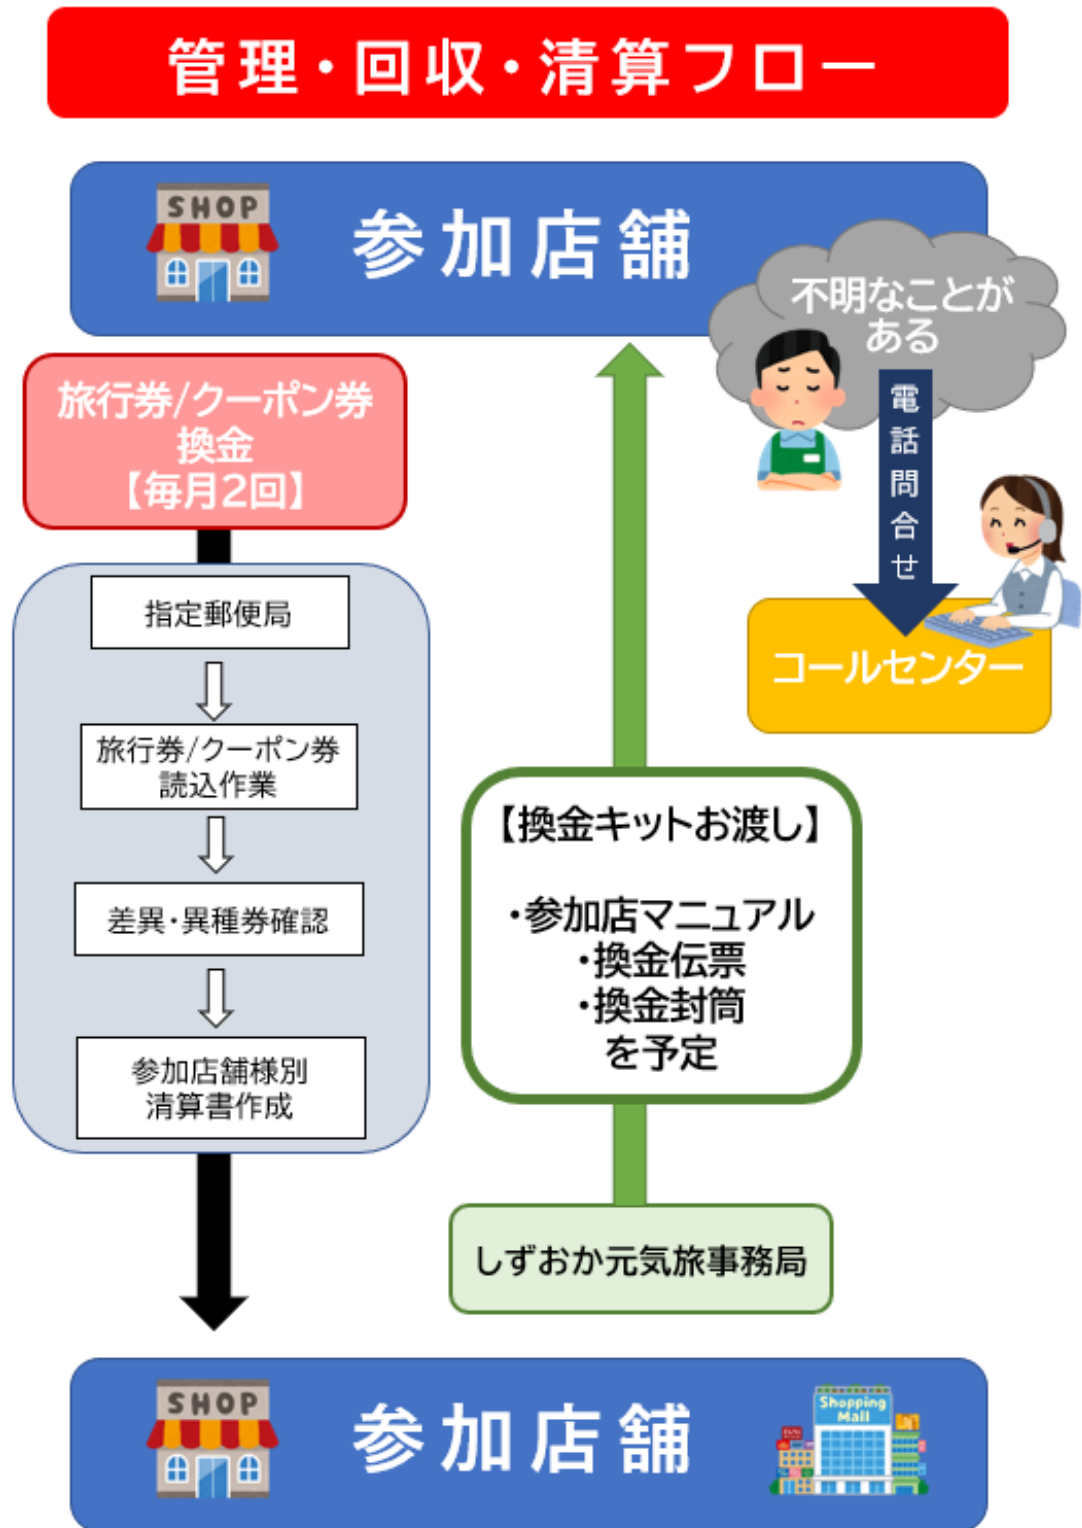 管理・回収・清算フロー
SHOP
参加店舗
不明なことが
ある
電話問合せ
コールセンター
旅行券/クーポン券
換金
【毎月2回】
指定郵便局
旅行券/クーポン券
読込作業
差異・異種券確認
参加店舗様別
清算書作成
【換金キットお渡し】
・参加店マニュアル
・換金伝票
・換金封筒
を予定
しずおか元気旅事務局
SHOP
参加店舗
Shopping
Mall